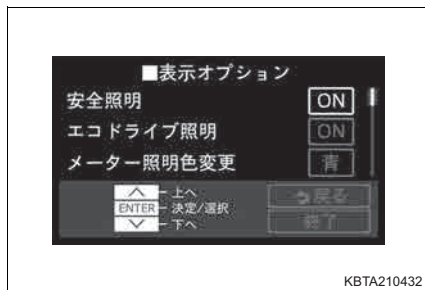 ■表示オプション
安全照明 ON
エコドライブ照明 ON
メーター照明色変更 青
上へ
ENTER 決定/選択
下へ
戻る
終了
KBTA210432